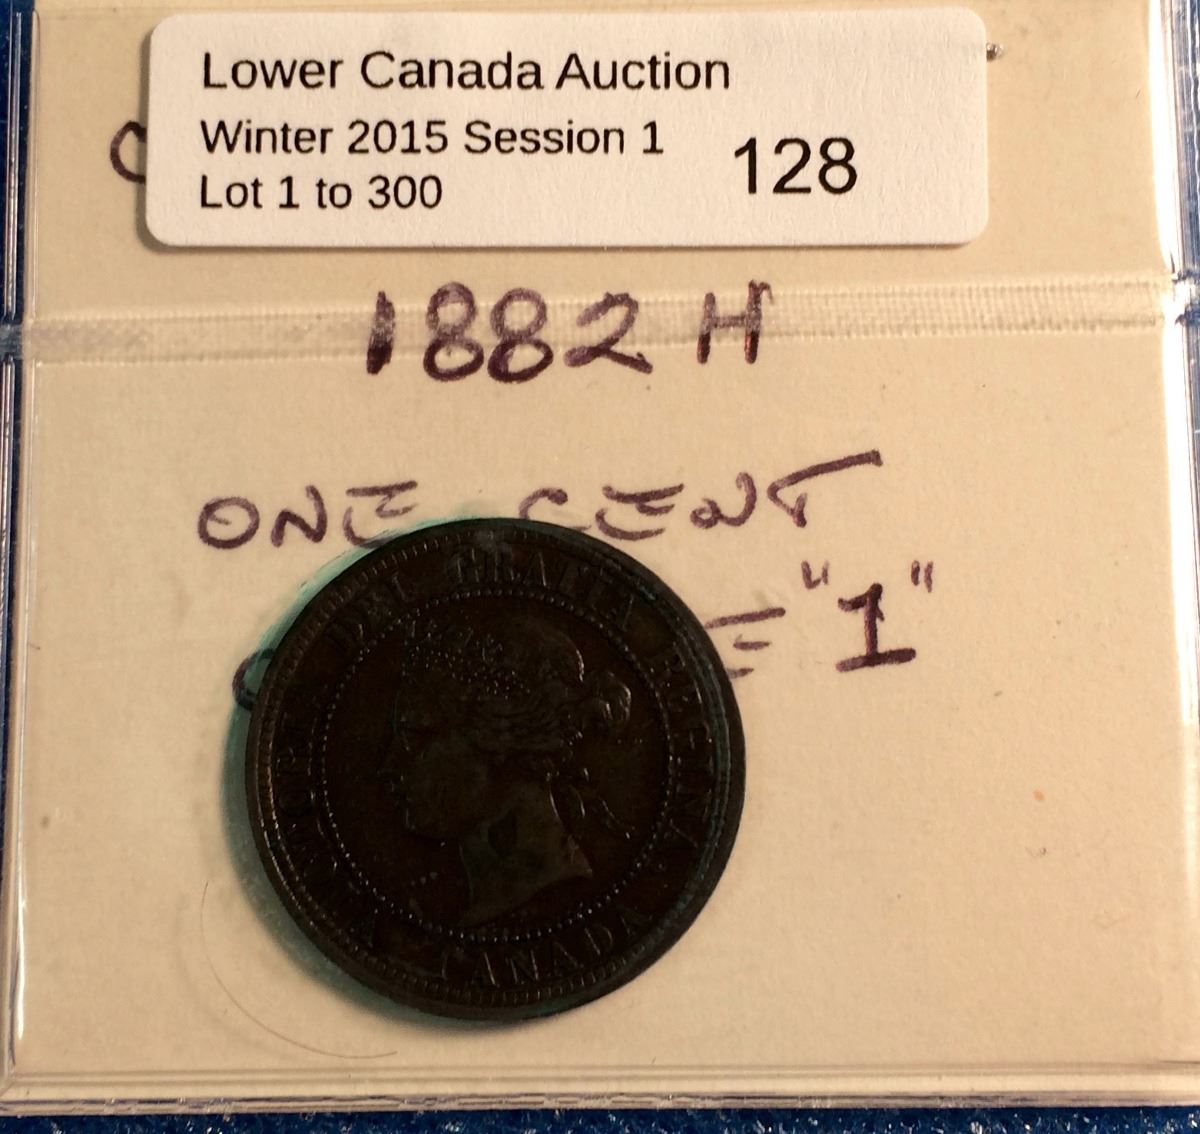 Lower Canada Auction
Winter 2015 Session 1
Lot 1 to 300
128
1882 H
ONE CENT
"1"
VICTORIA DEI GRATIA REGINA
CANADA